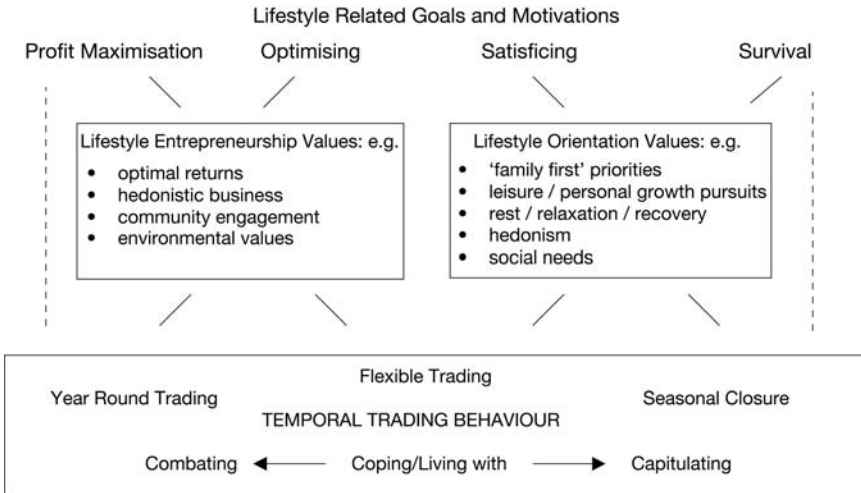 Lifestyle Related Goals and Motivations
Profit Maximisation Optimising Satisficing Survival
Lifestyle Entrepreneurship Values: e.g.
• optimal returns
• hedonistic business
• community engagement
• environmental values
Lifestyle Orientation Values: e.g.
• ‘family first’ priorities
• leisure / personal growth pursuits
• rest / relaxation / recovery
• hedonism
• social needs
Flexible Trading
Year Round Trading Seasonal Closure
TEMPORAL TRADING BEHAVIOUR
Combating Coping/Living with Capitulating